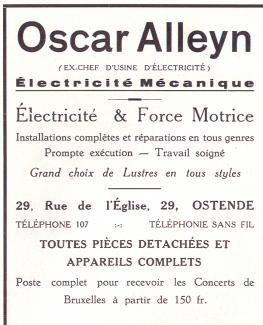 Oscar Alleyn
(EX-CHEF D'USINE D'ÉLECTRICITÉ)
Électricité Mécanique
Électricité & Force Motrice
Installations complètes et réparations en tous genres
Prompte exécution — Travail soigné
Grand choix de Lustres en tous styles
29, Rue de l'Église, 29, OSTENDE
TÉLÉPHONE 107 :-: TÉLÉPHONIE SANS FIL
TOUTES PIÈCES DETACHÉES ET
APPAREILS COMPLETS
Poste complet pour recevoir les Concerts de
Bruxelles à partir de 150 fr.